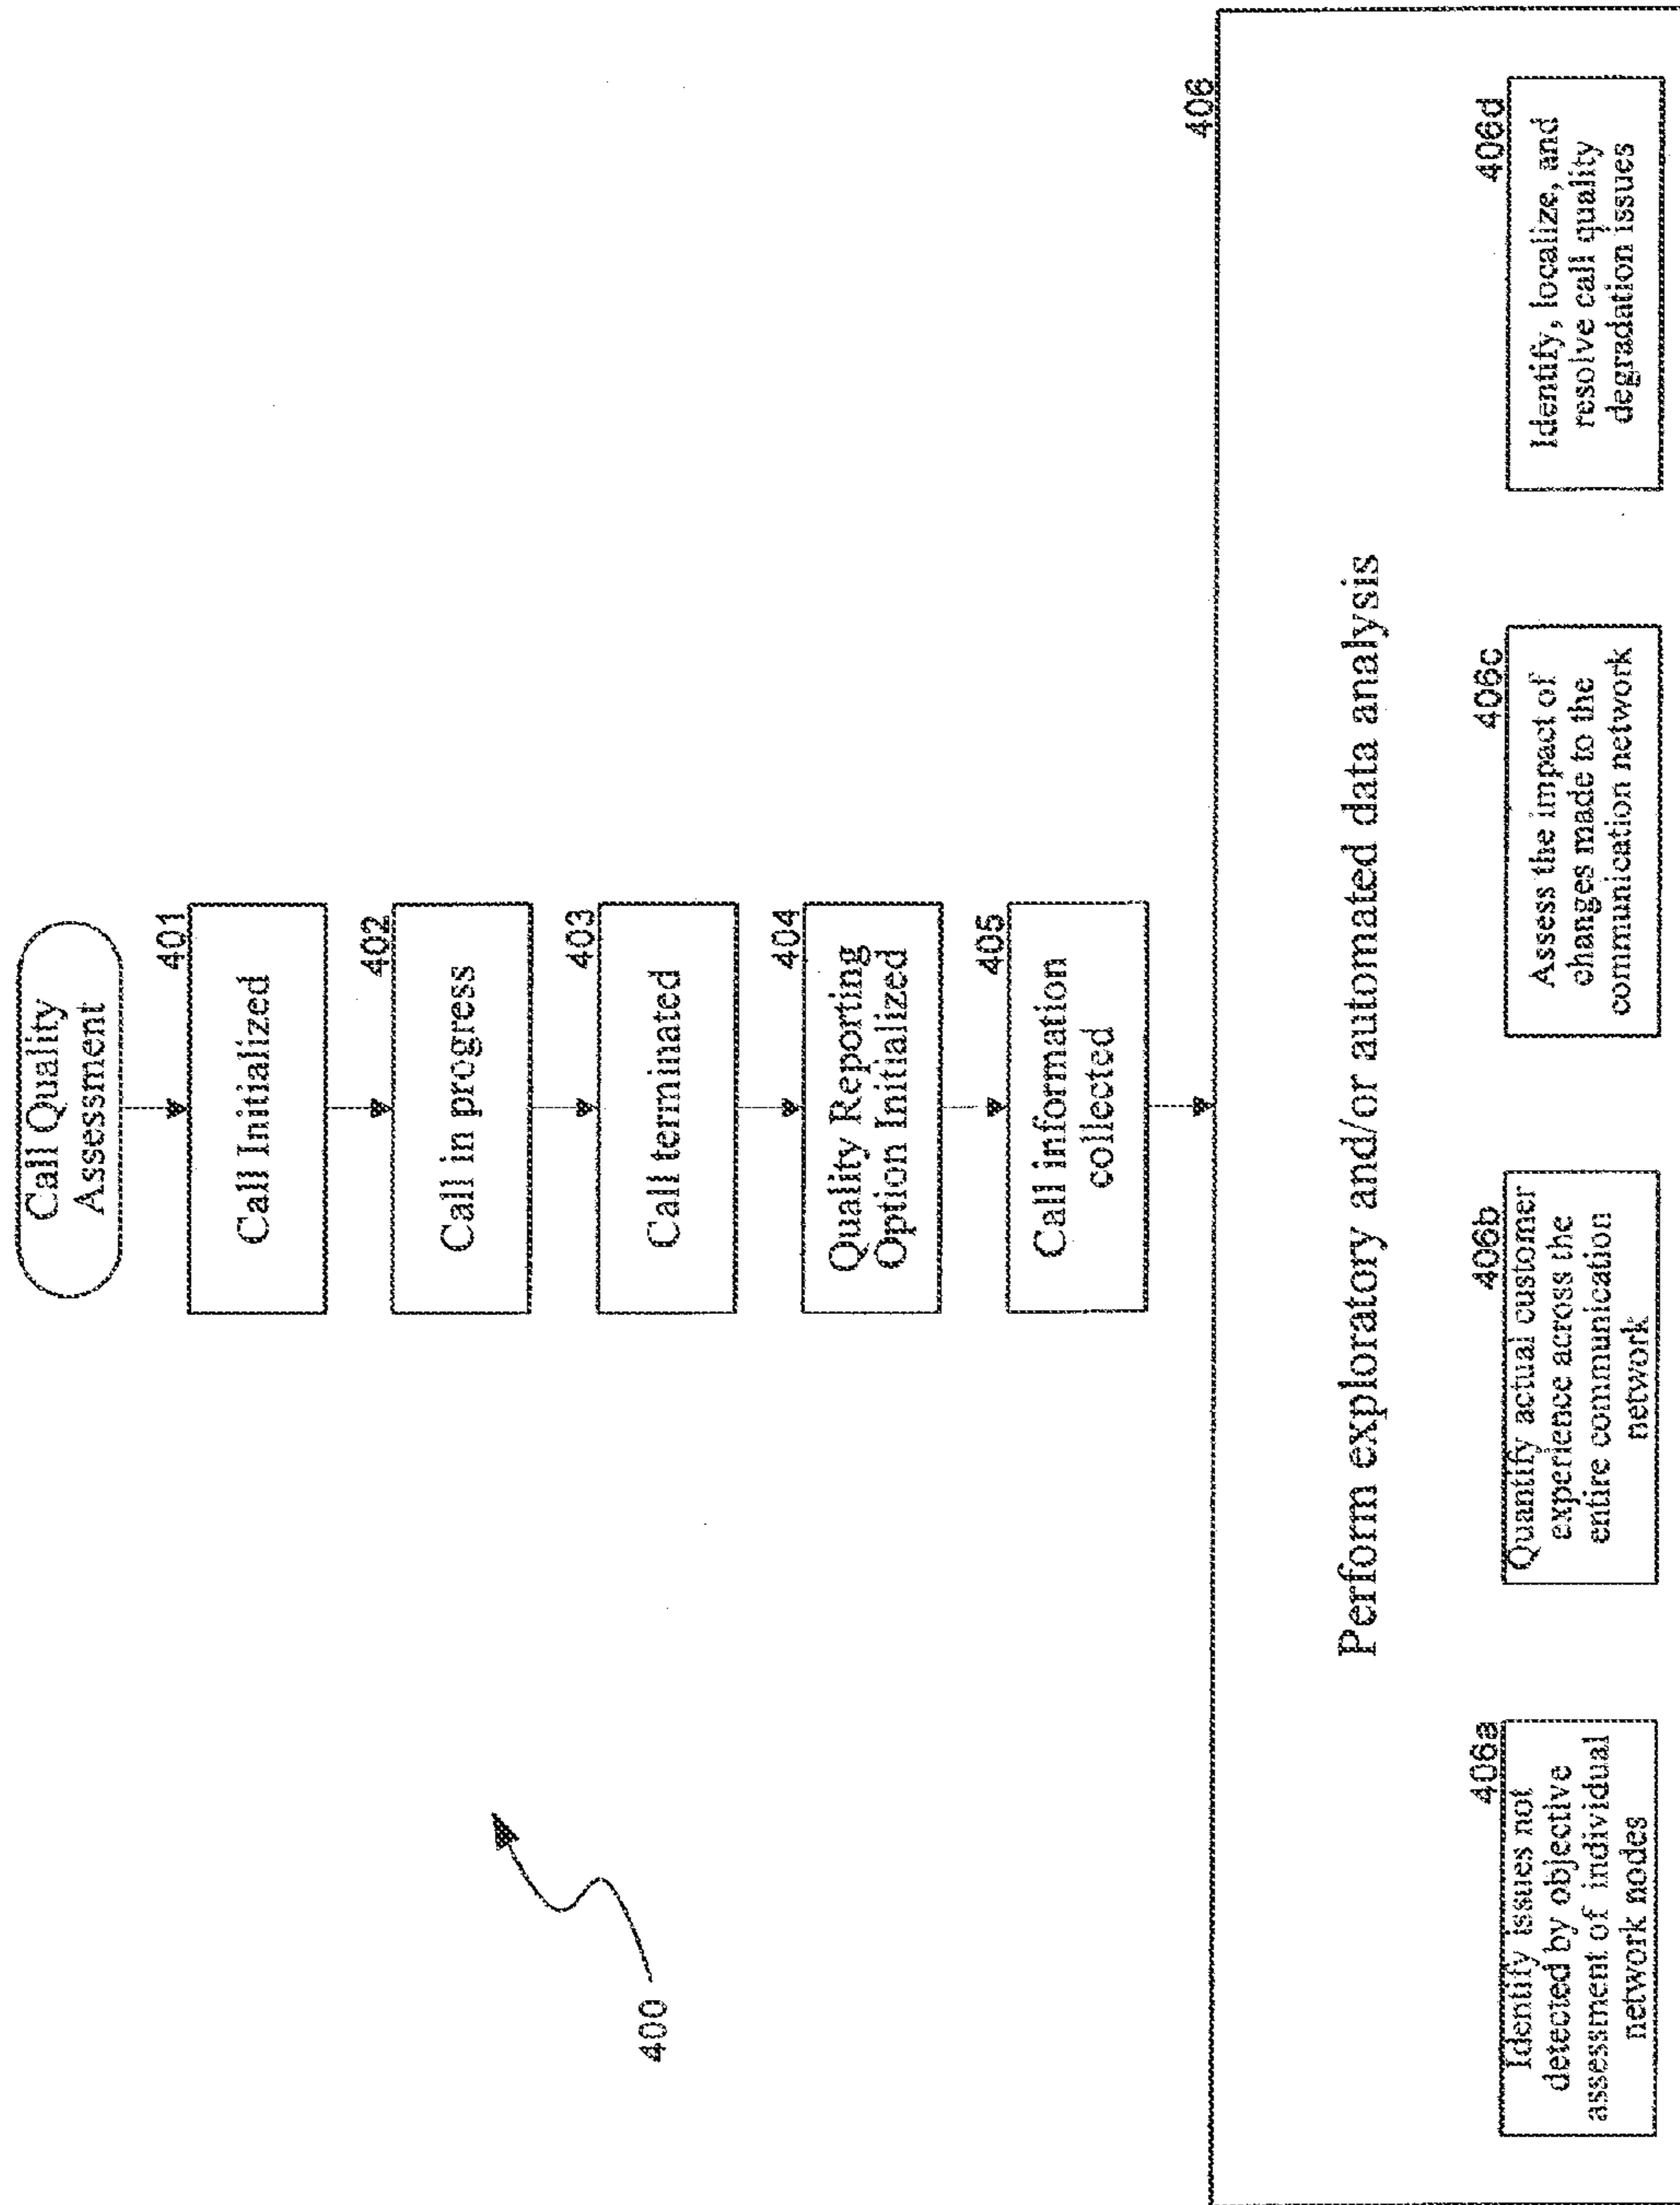 Call Quality
Assessment
401
Call Initialized
402
Call in progress
403
Call terminated
404
Quality Reporting
Option Initialized
405
Call information
collected
400
406
Perform exploratory and/or automated data analysis
406a
Identify issues not
detected by objective
assessment of individual
network nodes
406b
Quantify actual customer
experience across the
entire communication
network
406c
Assess the impact of
changes made to the
communication network
406d
Identify, localize, and
resolve call quality
degradation issues